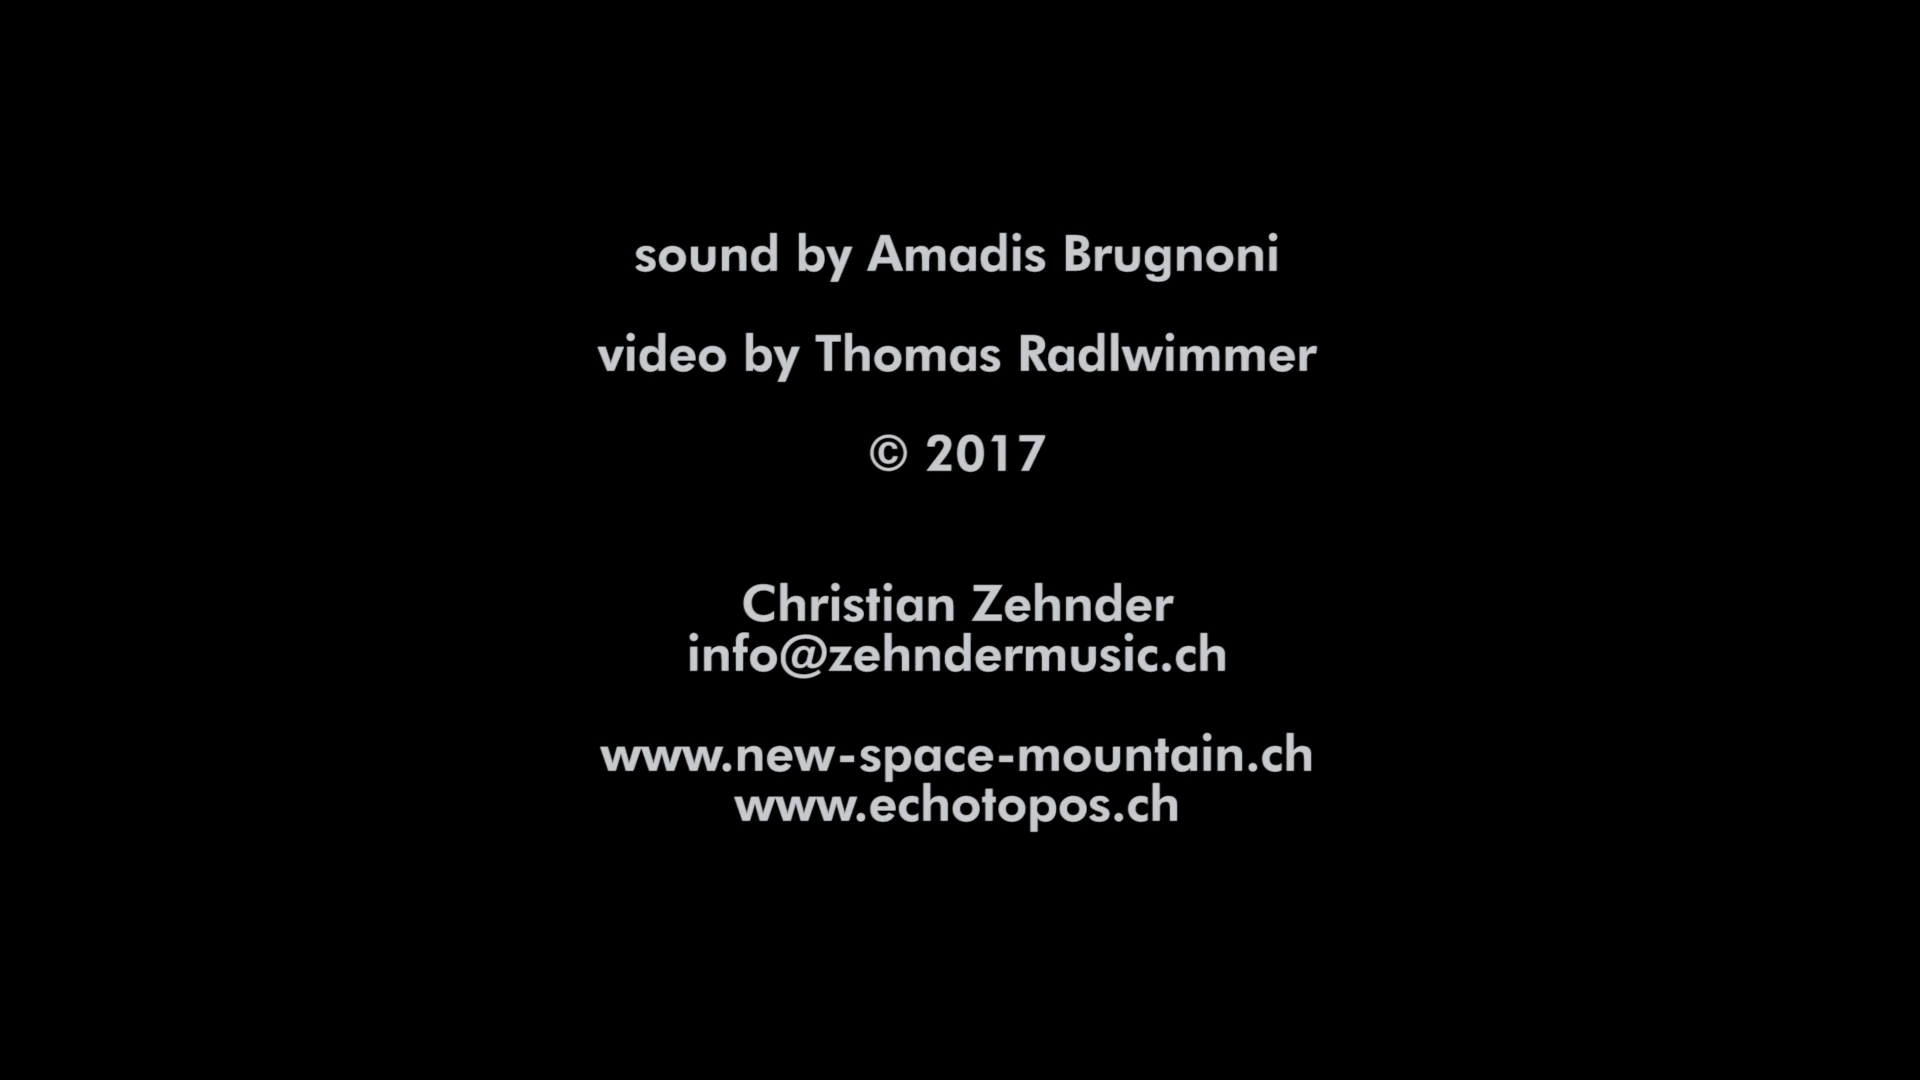 sound by Amadis Brugnoni
video by Thomas Radlwimmer
© 2017
Christian Zehnder
info@zehndermusic.ch
www.new-space-mountain.ch
www.echotopos.ch